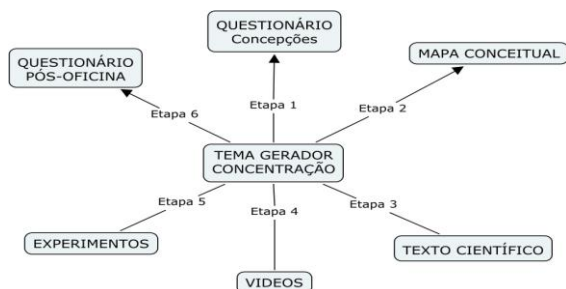 QUESTIONÁRIO
Concepções
QUESTIONÁRIO
PÓS-OFICINA
MAPA CONCEITUAL
Etapa 1
Etapa 6
Etapa 2
TEMA GERADOR
CONCENTRAÇÃO
Etapa 5
Etapa 4
Etapa 3
EXPERIMENTOS
TEXTO CIENTÍFICO
VIDEOS